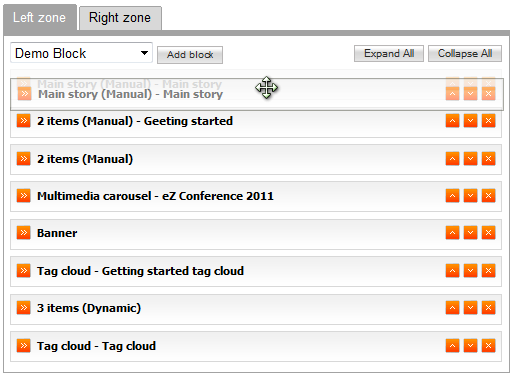 Left zone
Right zone
Demo Block
Add block
Expand All
Collapse All
Main story (Manual) - Main story
Main story (Manual) - Main story
2 items (Manual) - Geeting started
2 items (Manual)
Multimedia carousel - eZ Conference 2011
Banner
Tag cloud - Getting started tag cloud
3 items (Dynamic)
Tag cloud - Tag cloud